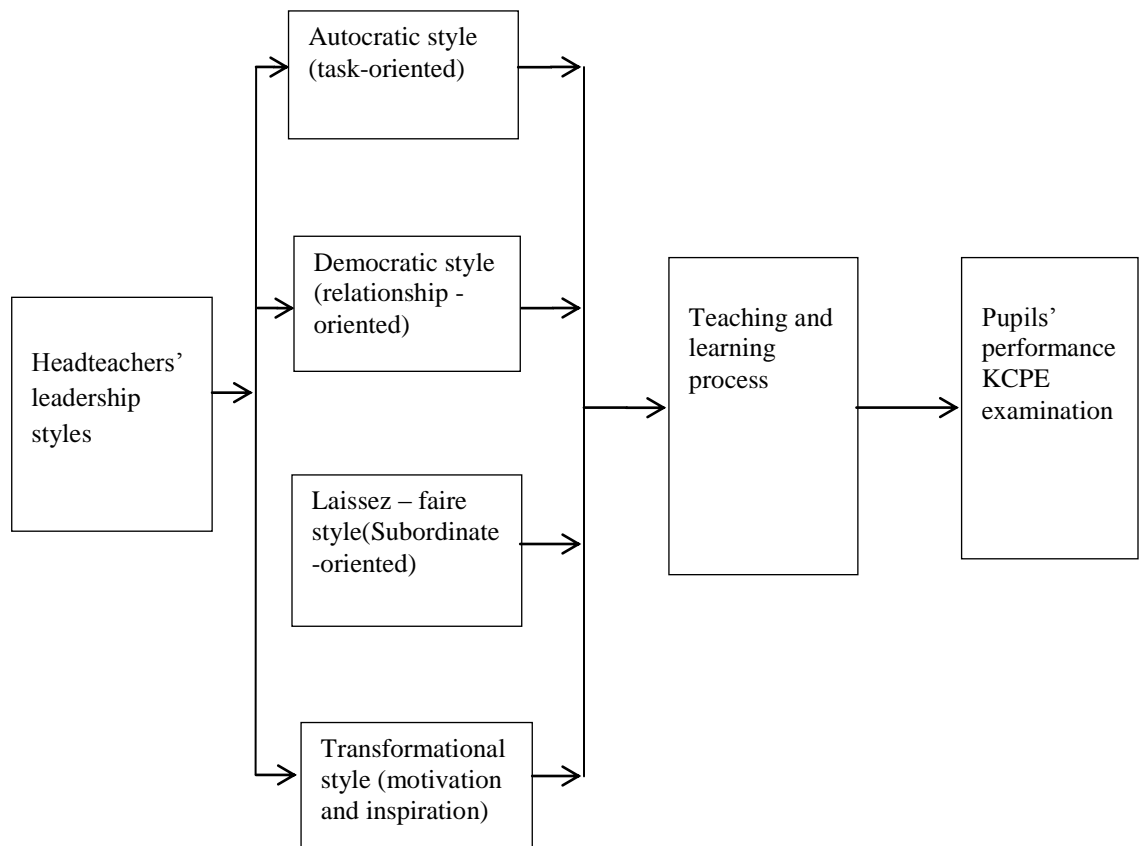 Headteachers’
leadership
styles
Autocratic style
(task-oriented)
Democratic style
(relationship -
oriented)
Laissez – faire
style(Subordinate
-oriented)
Transformational
style (motivation
and inspiration)
Teaching and
learning
process
Pupils’
performance
KCPE
examination